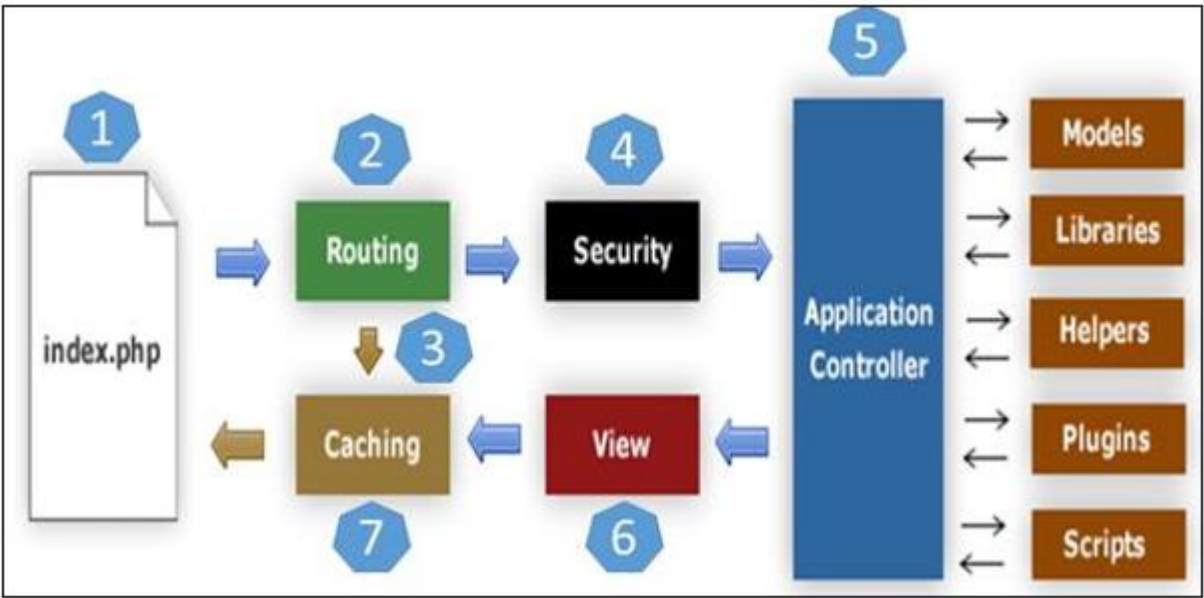 1
2
4
5
index.php
Routing
Security
Application
Controller
Models
Libraries
Helpers
Plugins
Scripts
3
Caching
View
7
6